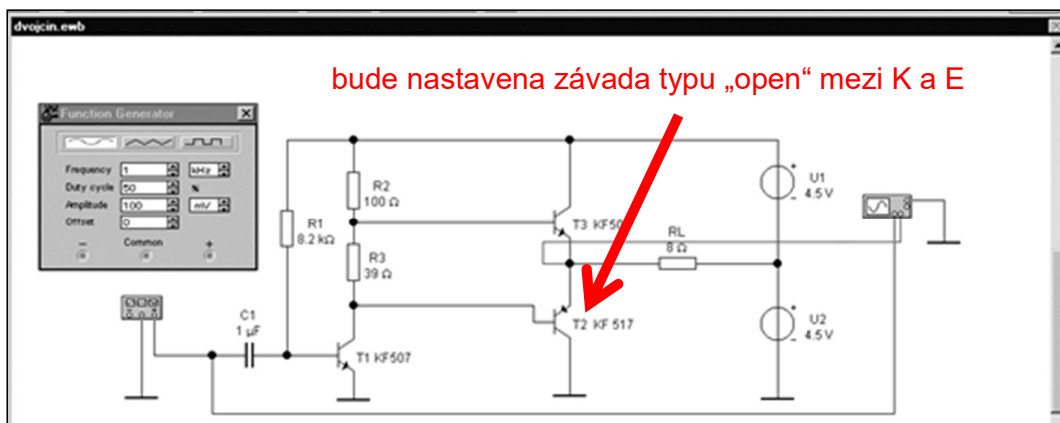 dvojcin.ewb
bude nastavena závada typu „open“ mezi K a E
Function Generator
Frequency 1 kHz
Duty cycle 50 %
Amplitude 100 mV
Offset 0
− Common +
R1
8.2 kΩ
R2
100 Ω
R3
39 Ω
C1
1 µF
T1 KF507
T3
T2 KF 517
RL
8 Ω
U1
4.5 V
U2
4.5 V